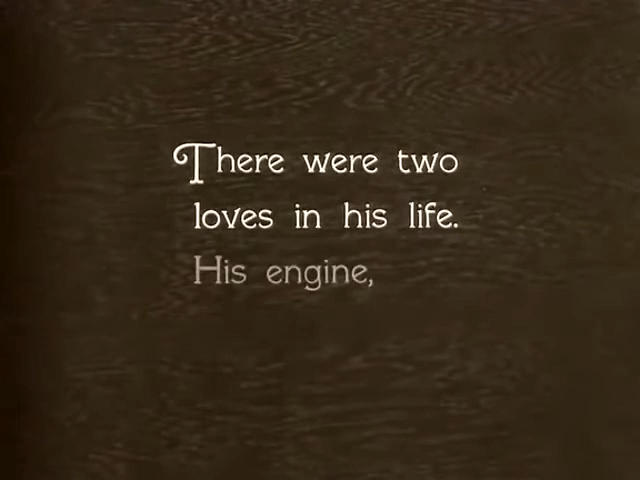 There were two
loves in his life.
His engine,